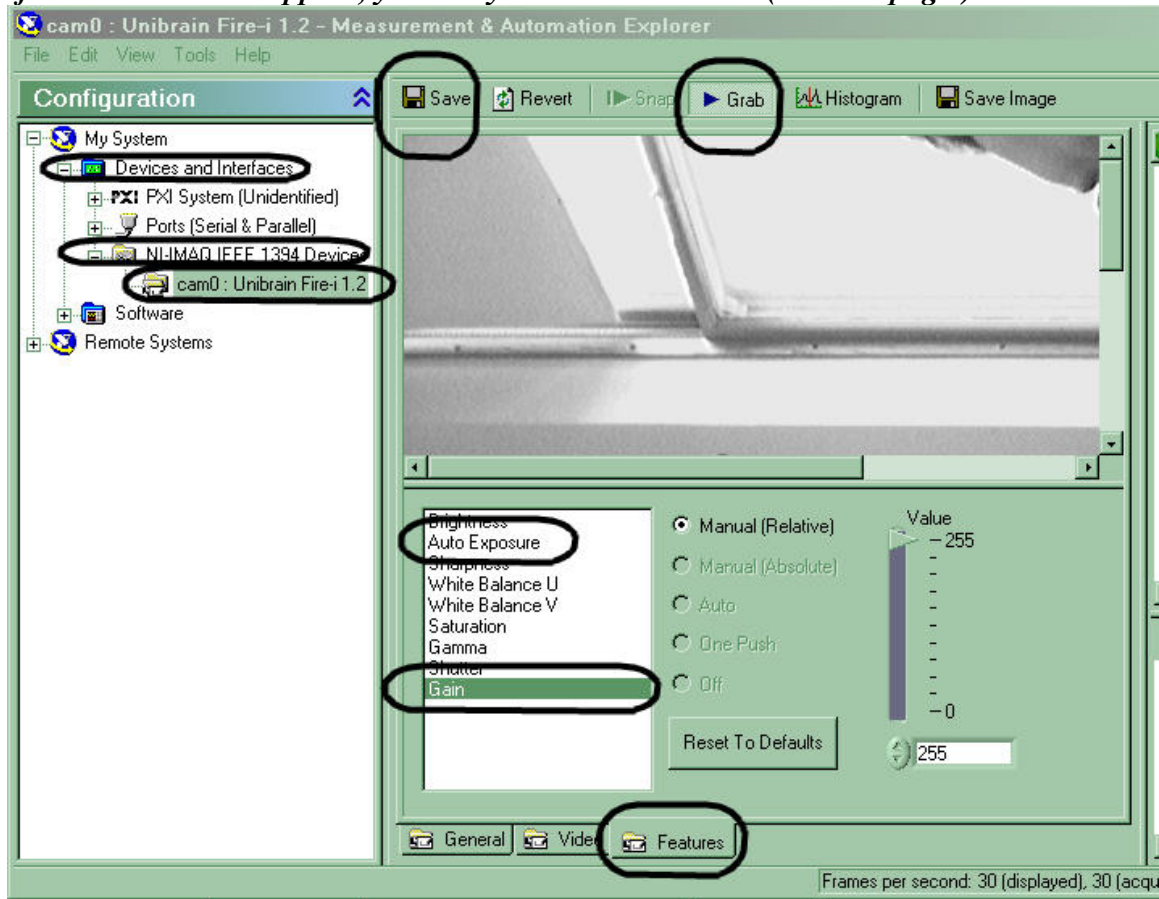 cam0 : Unibrain Fire-i 1.2 - Measurement & Automation Explorer
File Edit View Tools Help
Configuration
Save Revert Snap Grab Histogram Save Image
My System
Devices and Interfaces
PXI PXI System (Unidentified)
Ports (Serial & Parallel)
NI-IMAQ IEEE 1394 Devices
cam0 : Unibrain Fire-i 1.2
Software
Remote Systems
Brightness
Auto Exposure
Sharpness
White Balance U
White Balance V
Saturation
Gamma
Shutter
Gain
Manual (Relative)
Manual (Absolute)
Auto
One Push
Off
Reset To Defaults
Value
255
0
255
General Video Features
Frames per second: 30 (displayed), 30 (acqu